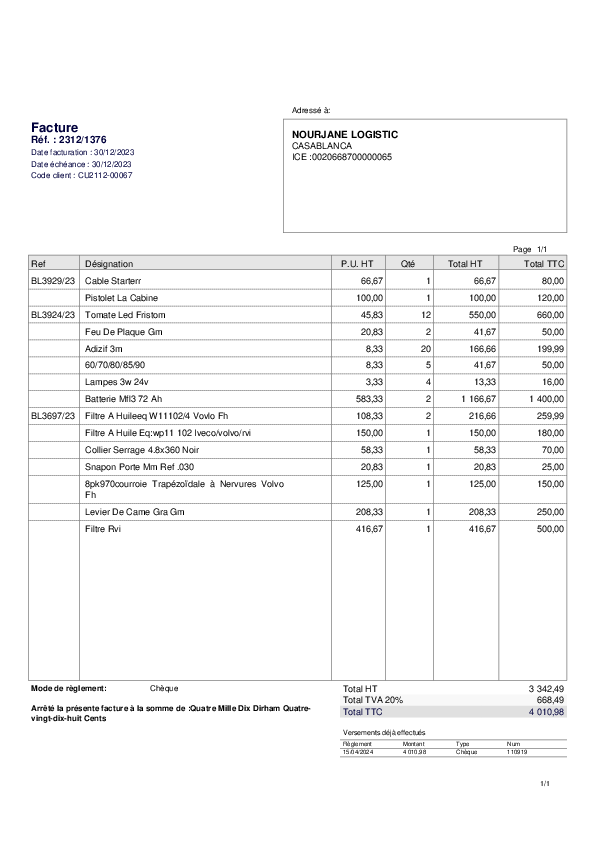 Adressé à:
Facture
Réf. : 2312/1376
Date facturation : 30/12/2023
Date échéance : 30/12/2023
Code client : CU2112-00067
NOURJANE LOGISTIC
CASABLANCA
ICE :0020668700000065
Page 1/1
Ref Désignation P.U. HT Qté Total HT Total TTC
BL3929/23 Cable Starterr 66,67 1 66,67 80,00
Pistolet La Cabine 100,00 1 100,00 120,00
BL3924/23 Tomate Led Fristom 45,83 12 550,00 660,00
Feu De Plaque Gm 20,83 2 41,67 50,00
Adizif 3m 8,33 20 166,66 199,99
60/70/80/85/90 8,33 5 41,67 50,00
Lampes 3w 24v 3,33 4 13,33 16,00
Batterie Mfl3 72 Ah 583,33 2 1 166,67 1 400,00
BL3697/23 Filtre A Huileeq W11102/4 Vovlo Fh 108,33 2 216,66 259,99
Filtre A Huile Eq:wp11 102 Iveco/volvo/rvi 150,00 1 150,00 180,00
Collier Serrage 4.8x360 Noir 58,33 1 58,33 70,00
Snapon Porte Mm Ref .030 20,83 1 20,83 25,00
8pk970courroie Trapézoïdale à Nervures Volvo 125,00 1 125,00 150,00
Fh
Levier De Came Gra Gm 208,33 1 208,33 250,00
Filtre Rvi 416,67 1 416,67 500,00
Mode de règlement: Chèque
Arrêté la présente facture à la somme de :Quatre Mille Dix Dirham Quatre-
vingt-dix-huit Cents
Total HT 3 342,49
Total TVA 20% 668,49
Total TTC 4 010,98
Versements déjà effectués
Règlement Montant Type Num
15/04/2024 4 010,98 Chèque 110919
1/1